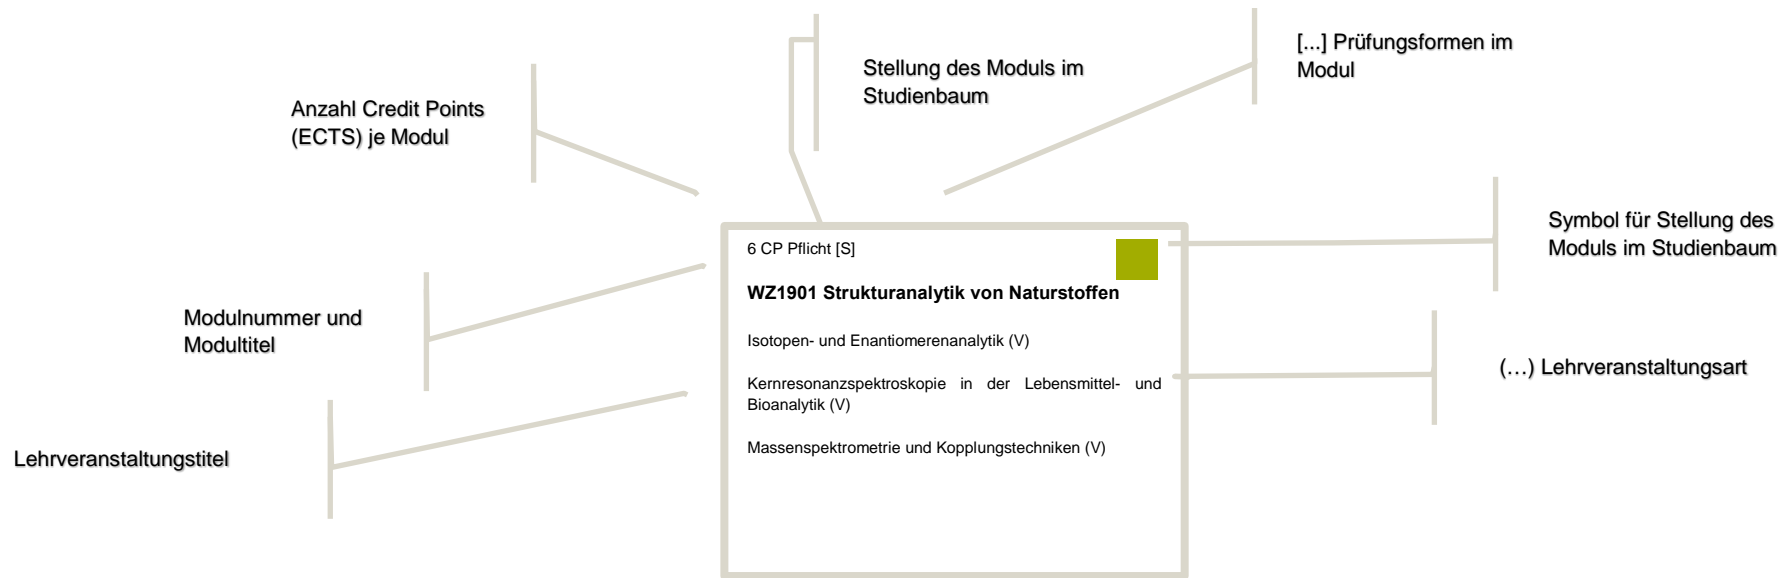 [...] Prüfungsformen im
Modul
Stellung des Moduls im
Studienbaum
Anzahl Credit Points
(ECTS) je Modul
Symbol für Stellung des
Moduls im Studienbaum
6 CP Pflicht [S]
WZ1901 Strukturanalytik von Naturstoffen
Modulnummer und
Modultitel
Isotopen- und Enantiomerenanalytik (V)
(…) Lehrveranstaltungsart
Kernresonanzspektroskopie in der Lebensmittel- und
Bioanalytik (V)
Massenspektrometrie und Kopplungstechniken (V)
Lehrveranstaltungstitel